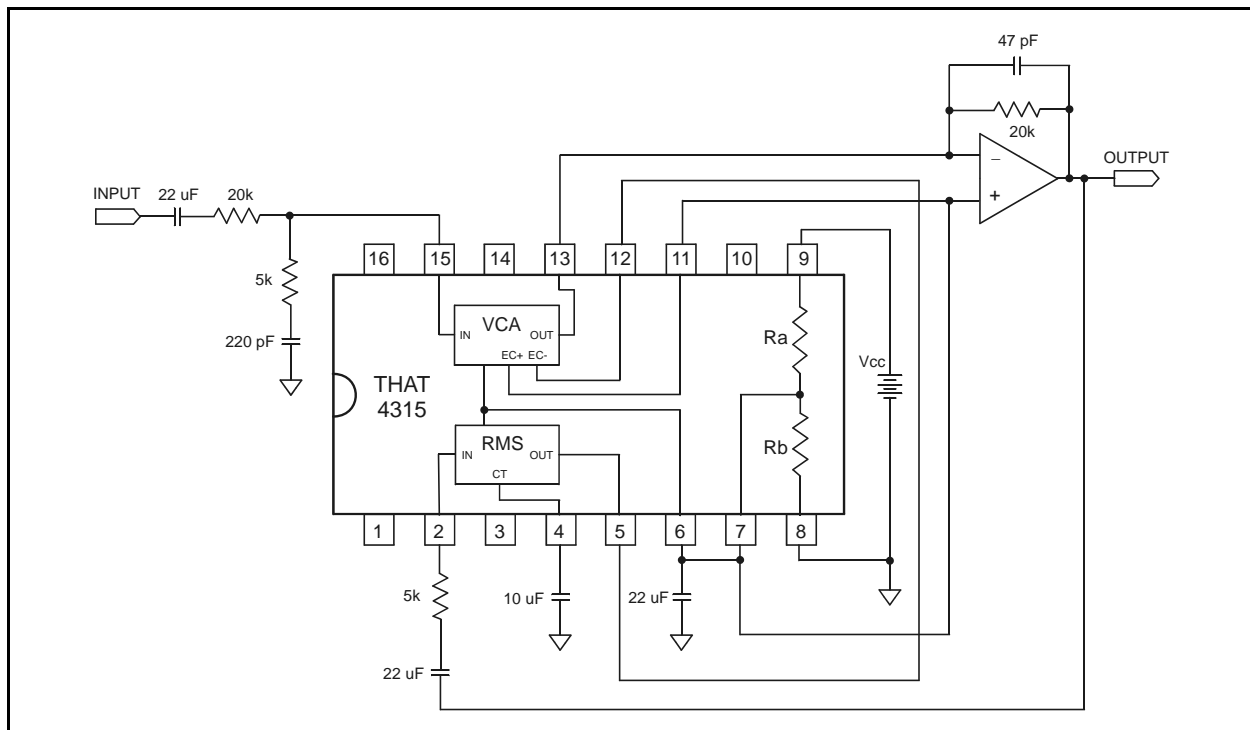 47 pF
20k
OUTPUT
−
+
INPUT
22 uF
20k
16
15
14
13
12
11
10
9
5k
220 pF
VCA
IN
OUT
EC+ EC-
Ra
Vcc
THAT
4315
RMS
IN
OUT
CT
Rb
1
2
3
4
5
6
7
8
5k
10 uF
22 uF
22 uF